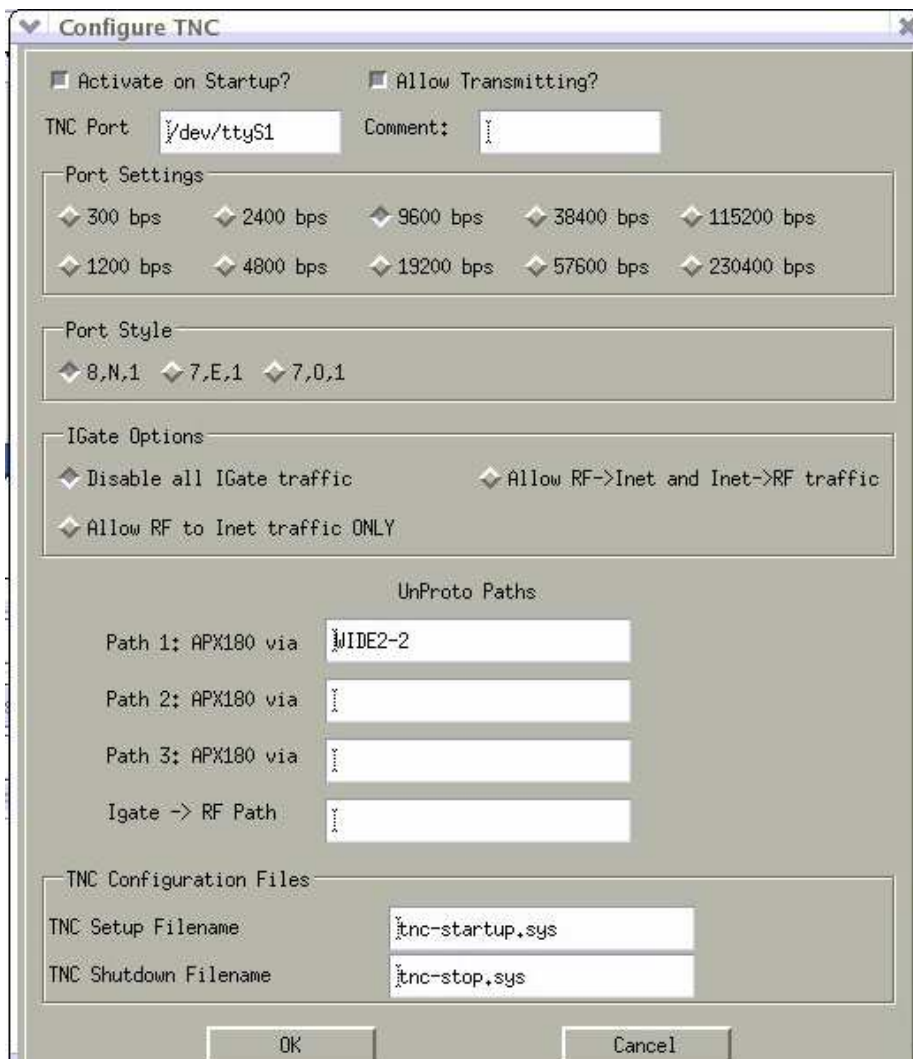 Configure TNC
Activate on Startup? Allow Transmitting?
TNC Port /dev/ttyS1 Comment:
Port Settings
300 bps 2400 bps 9600 bps 38400 bps 115200 bps
1200 bps 4800 bps 19200 bps 57600 bps 230400 bps
Port Style
8,N,1 7,E,1 7,O,1
IGate Options
Disable all IGate traffic Allow RF->Inet and Inet->RF traffic
Allow RF to Inet traffic ONLY
UnProto Paths
Path 1: APX180 via WIDE2-2
Path 2: APX180 via
Path 3: APX180 via
Igate -> RF Path
TNC Configuration Files
TNC Setup Filename tnc-startup.sys
TNC Shutdown Filename tnc-stop.sys
OK Cancel